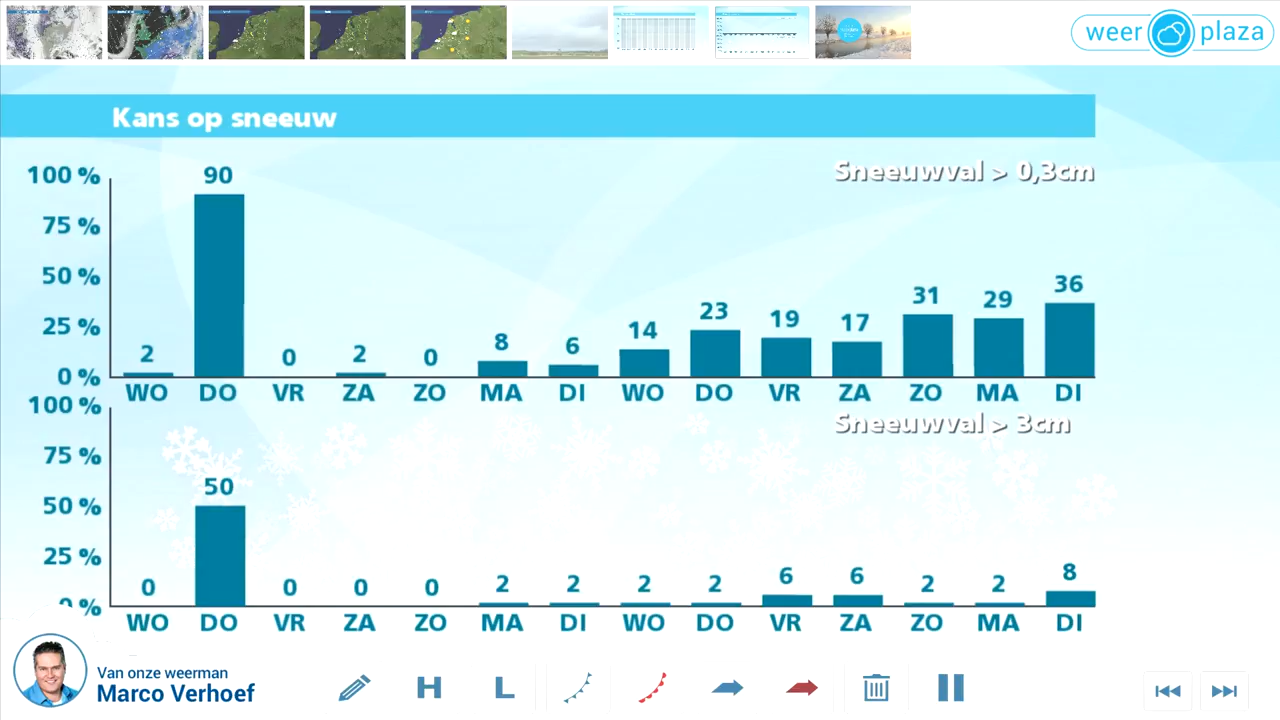 weer plaza
Kans op sneeuw
Sneeuwval > 0,3cm
100 %
75 %
50 %
25 %
0 %
2 90 0 2 0 8 6 14 23 19 17 31 29 36
WO DO VR ZA ZO MA DI WO DO VR ZA ZO MA DI
Sneeuwval > 3cm
100 %
75 %
50 %
25 %
0 %
0 50 0 0 0 2 2 2 2 6 6 2 2 8
WO DO VR ZA ZO MA DI WO DO VR ZA ZO MA DI
Van onze weerman
Marco Verhoef
H L